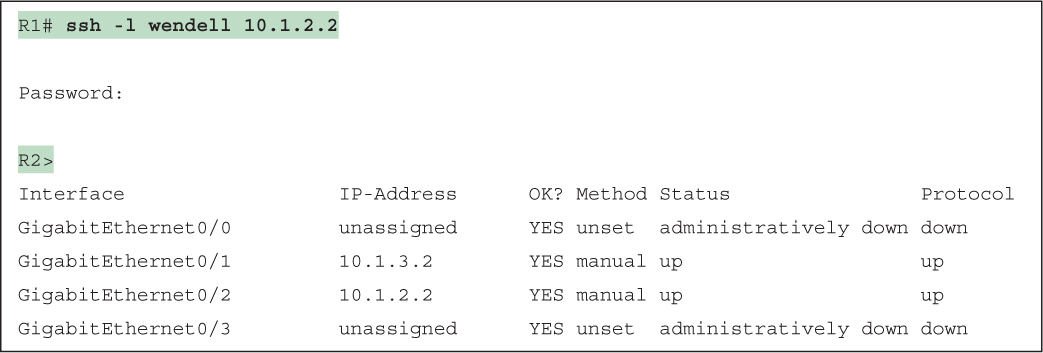 R1# ssh -l wendell 10.1.2.2
Password:
R2>
Interface IP-Address OK? Method Status Protocol
GigabitEthernet0/0 unassigned YES unset administratively down down
GigabitEthernet0/1 10.1.3.2 YES manual up up
GigabitEthernet0/2 10.1.2.2 YES manual up up
GigabitEthernet0/3 unassigned YES unset administratively down down